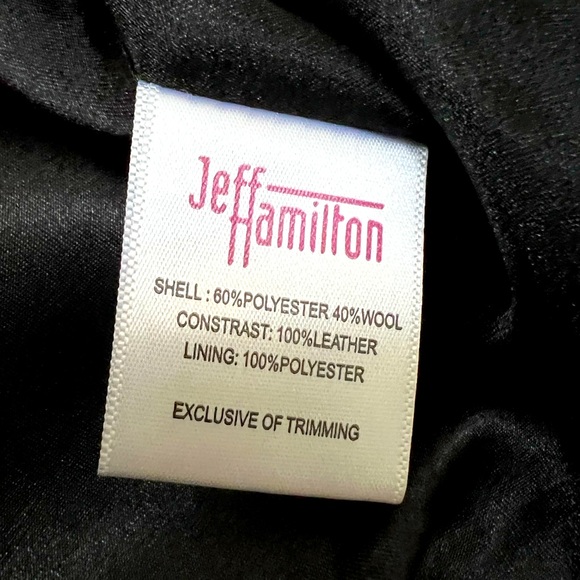 Jeff
Hamilton
SHELL : 60%POLYESTER 40%WOOL
CONSTRAST: 100%LEATHER
LINING: 100%POLYESTER
EXCLUSIVE OF TRIMMING